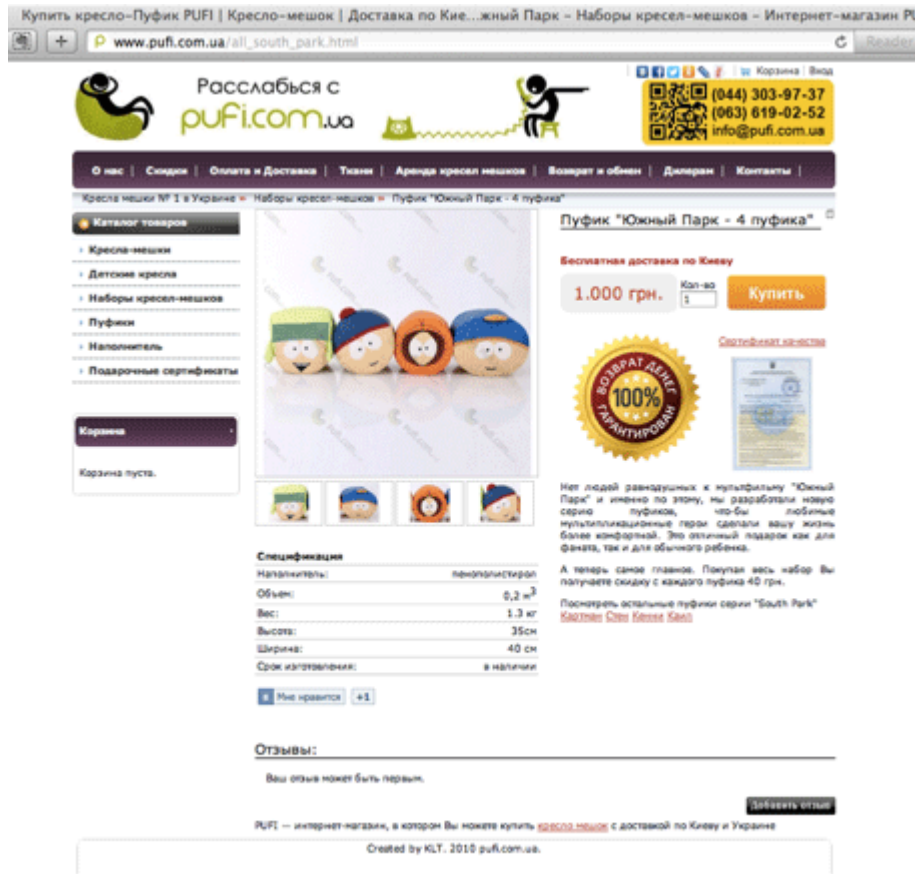 Купить кресло-Пуфик PUFI | Кресло-мешок | Доставка по Кие...жный Парк – Наборы кресел-мешков – Интернет-магазин
www.pufi.com.ua/all_south_park.html
Reader
Корзина | Вход
Расслабься с
pufi.com.ua
(044) 303-97-37
(063) 619-02-52
info@pufi.com.ua
О нас | Скидки | Оплата и Доставка | Ткани | Аренда кресел мешков | Возврат и обмен | Дилерам | Контакты |
Кресла мешки № 1 в Украине » Наборы кресел-мешков » Пуфик "Южный Парк - 4 пуфика"
Каталог товаров
Кресла-мешки
Детские кресла
Наборы кресел-мешков
Пуфики
Наполнитель
Подарочные сертификаты
Корзина
Корзина пуста.
Пуфик "Южный Парк - 4 пуфика"
Бесплатная доставка по Киеву
1.000 грн.
Кол-во
1
Купить
Сертификат качества
ВОЗВРАТ ДЕНЕГ
100%
ГАРАНТИРОВАН
Нет людей равнодушных к мультфильму "Южный
Парк" и именно по этому, мы разработали новую
серию пуфиков, что-бы любимые
мультипликационные герои сделали вашу жизнь
более комфортной. Это отличный подарок как для
фаната, так и для обычного ребенка.
А теперь самое главное. Покупая весь набор Вы
получаете скидку с каждого пуфика 40 грн.
Посмотреть остальные пуфики серии "South Park"
Картман Стен Кенни Каил
Спецификация
Наполнитель: пенополистирол
Объем: 0,2 м3
Вес: 1.3 кг
Высота: 35см
Ширина: 40 см
Срок изготовления: в наличии
Мне нравится +1
Отзывы:
Ваш отзыв может быть первым.
Добавить отзыв
PUFI — интернет-магазин, в котором Вы можете купить кресло мешок с доставкой по Киеву и Украине
Created by KLT. 2010 pufi.com.ua.